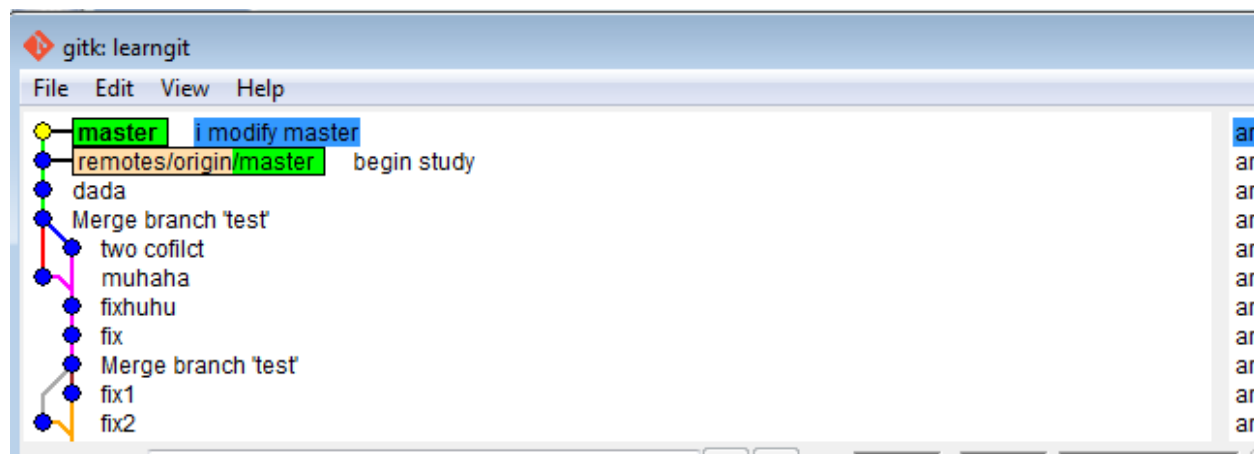 gitk: learngit
File Edit View Help
master i modify master
remotes/origin/master begin study
dada
Merge branch 'test'
two cofilct
muhaha
fixhuhu
fix
Merge branch 'test'
fix1
fix2